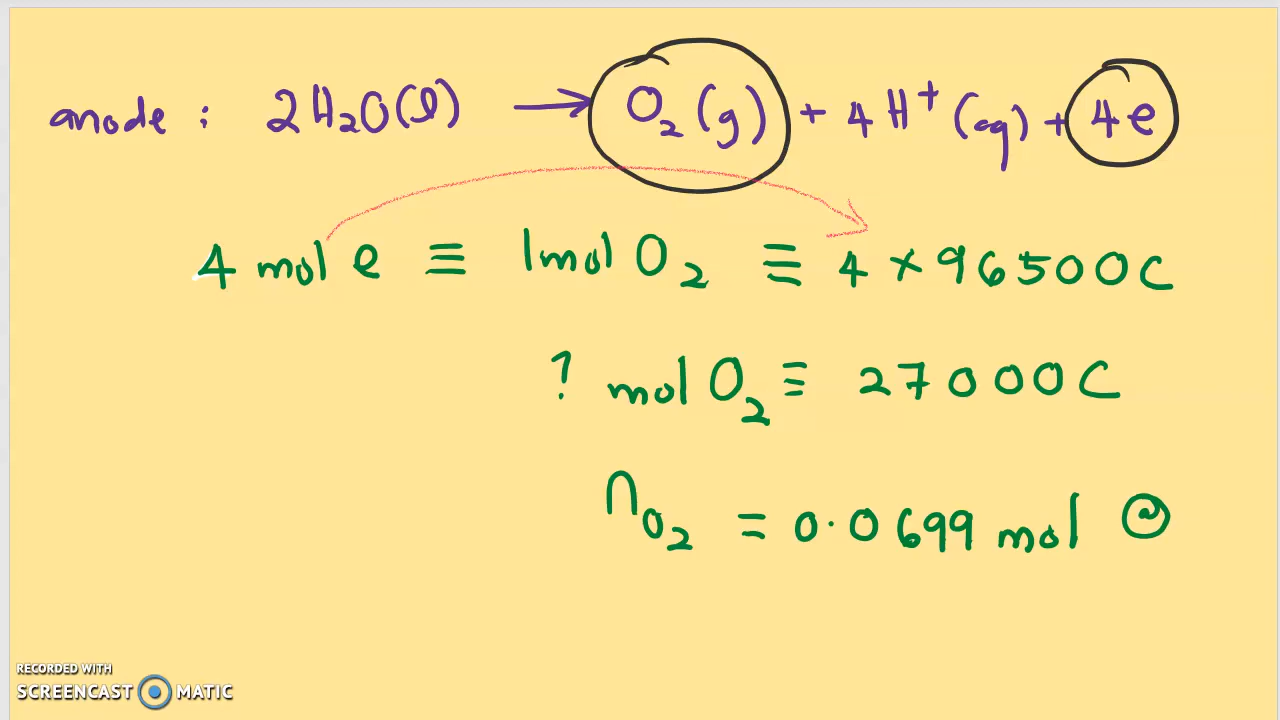 anode : 2H₂O(l) → O₂(g) + 4H⁺(aq) + 4e
4 mol e ≡ 1mol O₂ ≡ 4 × 96500C
? mol O₂ ≡ 27000C
n O₂ = 0.0699 mol
RECORDED WITH
SCREENCAST MATIC